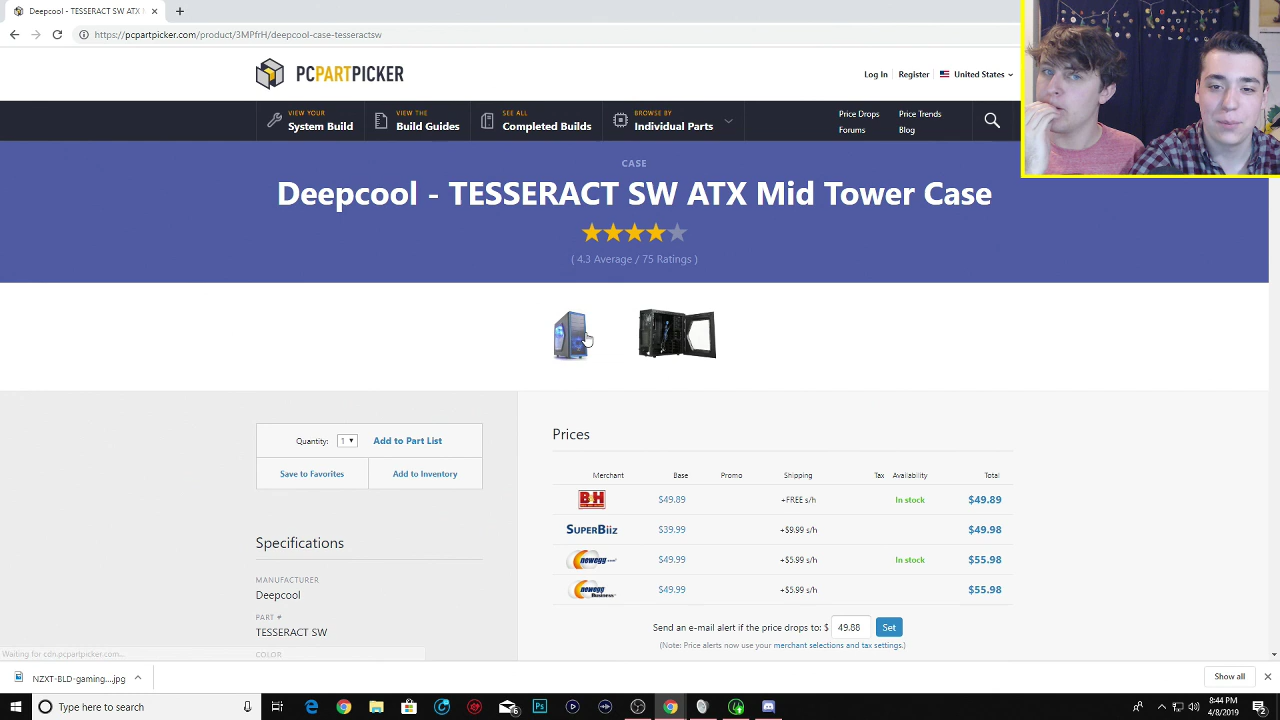 Deepcool - TESSERACT SW ATX M
https://pcpartpicker.com/product/3MPfrH/deepcool-case-tesseractsw
PCPARTPICKER
Log In
Register
United States
VIEW YOUR
System Build
VIEW THE
Build Guides
SEE ALL
Completed Builds
BROWSE BY
Individual Parts
Price Drops
Price Trends
Forums
Blog
CASE
Deepcool - TESSERACT SW ATX Mid Tower Case
( 4.3 Average / 75 Ratings )
Quantity: 1
Add to Part List
Save to Favorites
Add to Inventory
Specifications
MANUFACTURER
Deepcool
PART #
TESSERACT SW
COLOR
Prices
Merchant Base Promo Shipping Tax Availability Total
B&H $49.89 +FREE s/h In stock $49.89
SUPERBIIZ $39.99 +$9.99 s/h $49.98
newegg.com $49.99 +$5.99 s/h In stock $55.98
newegg Business $49.99 +$5.99 s/h $55.98
Send an e-mail alert if the price drops to: $ 49.88 Set
(Note: Price alerts now use your merchant selections and tax settings.)
Waiting for cdn.pcpartpicker.com...
NZXT-BLD-gaming....jpg
Show all
Type here to search
Ps
8:44 PM
4/8/2019